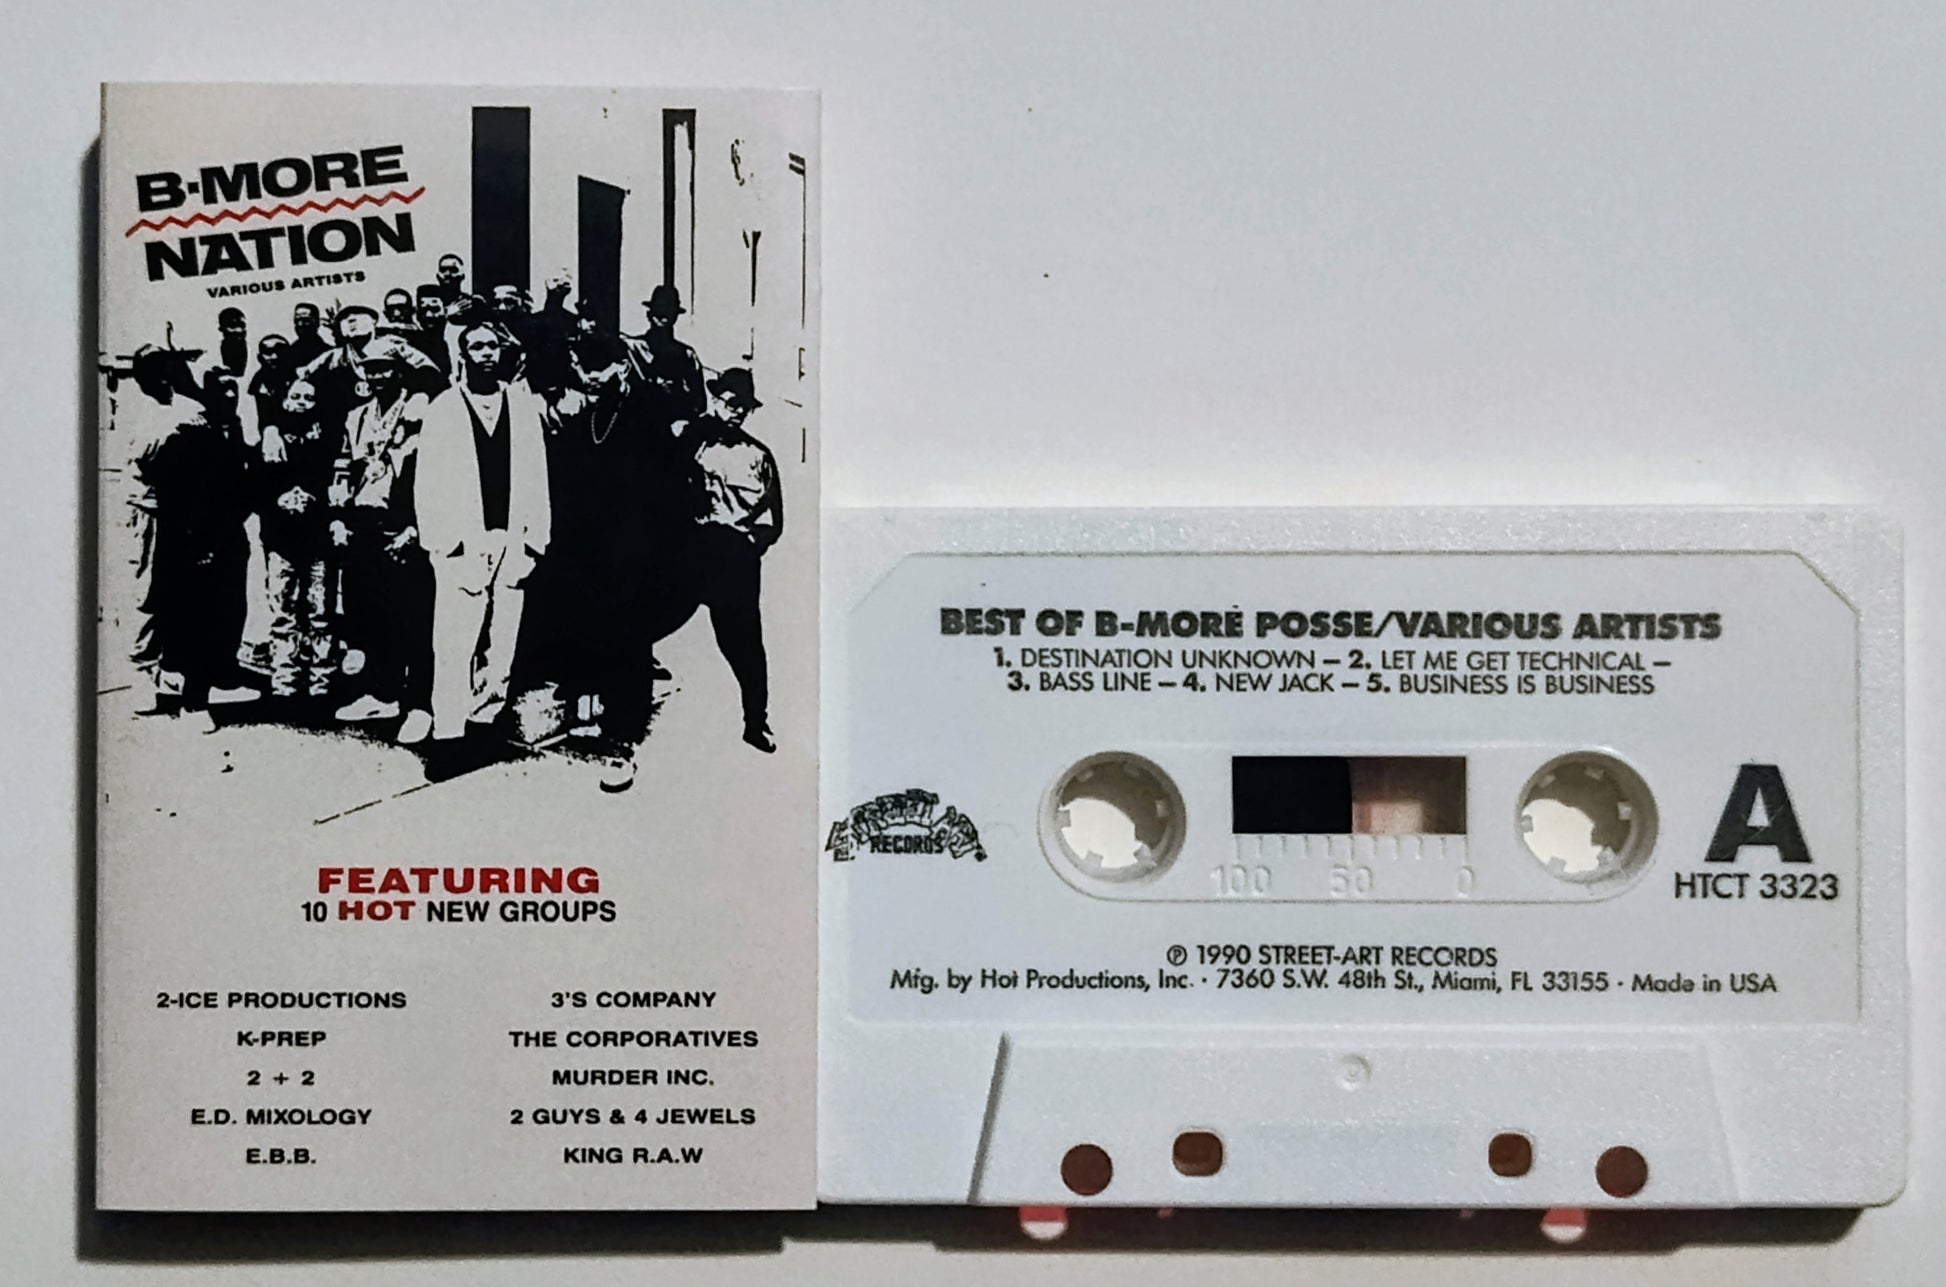 B-MORE
NATION
VARIOUS ARTISTS
FEATURING
10 HOT NEW GROUPS
2-ICE PRODUCTIONS
K-PREP
2 + 2
E.D. MIXOLOGY
E.B.B.
3'S COMPANY
THE CORPORATIVES
MURDER INC.
2 GUYS & 4 JEWELS
KING R.A.W
BEST OF B-MORE POSSE/VARIOUS ARTISTS
1. DESTINATION UNKNOWN – 2. LET ME GET TECHNICAL –
3. BASS LINE – 4. NEW JACK – 5. BUSINESS IS BUSINESS
STREET ART
RECORDS
100 50 0
A
HTCT 3323
℗ 1990 STREET-ART RECORDS
Mfg. by Hot Productions, Inc. · 7360 S.W. 48th St., Miami, FL 33155 · Made in USA